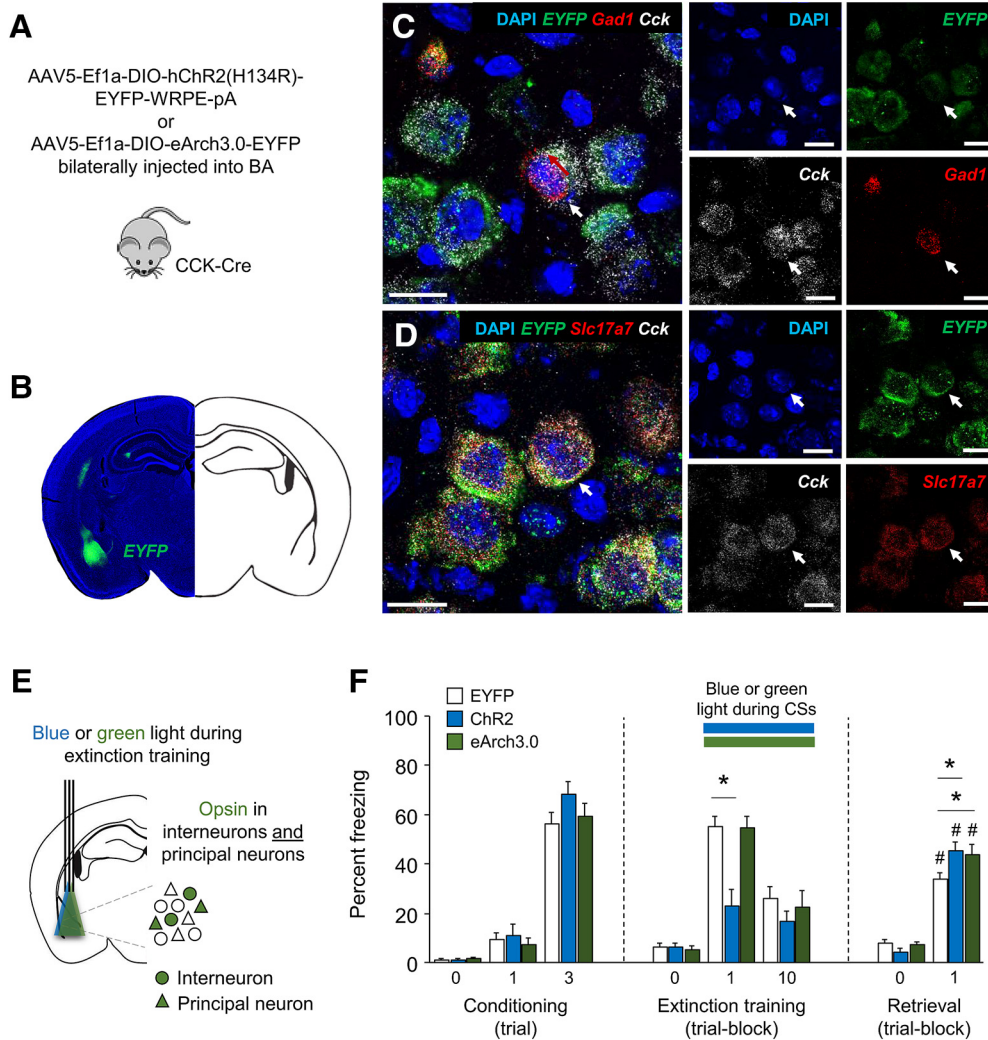 A
AAV5-Ef1a-DIO-hChR2(H134R)-
EYFP-WRPE-pA
or
AAV5-Ef1a-DIO-eArch3.0-EYFP
bilaterally injected into BA
CCK-Cre
B
EYFP
C
DAPI EYFP Gad1 Cck
DAPI
EYFP
Cck
Gad1
D
DAPI EYFP Slc17a7 Cck
DAPI
EYFP
Cck
Slc17a7
E
Blue or green light during
extinction training
Opsin in
interneurons and
principal neurons
Interneuron
Principal neuron
F
EYFP
ChR2
eArch3.0
Blue or green
light during CSs
Percent freezing
100
80
60
40
20
0
*
*
*
# # #
0 1 3 0 1 10 0 1
Conditioning
(trial)
Extinction training
(trial-block)
Retrieval
(trial-block)